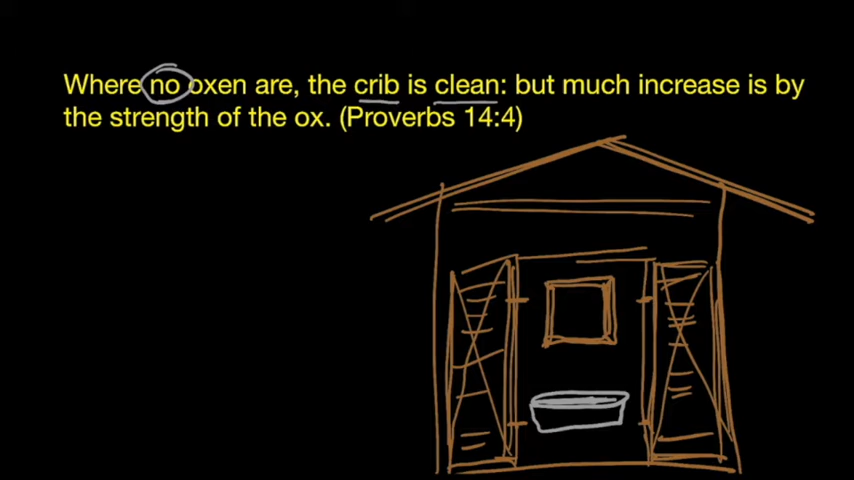 Where no oxen are, the crib is clean: but much increase is by
the strength of the ox. (Proverbs 14:4)